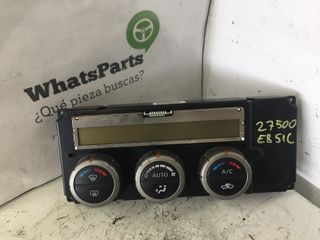 WhatsParts
¿Qué pieza buscas?
27500
EB51C
AUTO
A/C